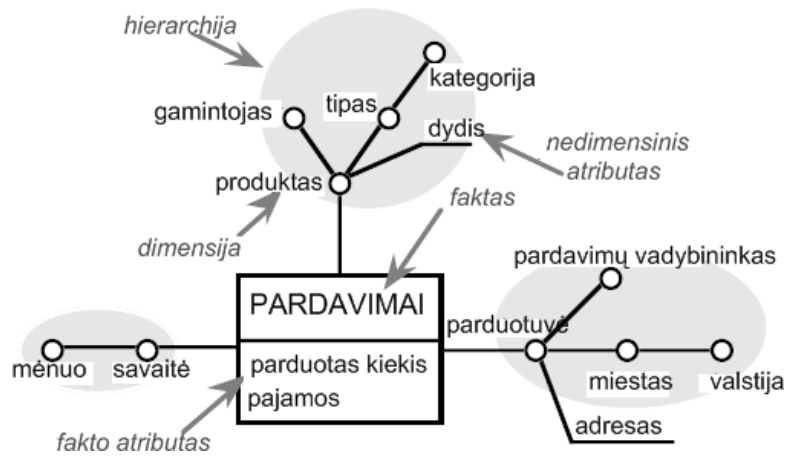 hierarchija
kategorija
gamintojas
tipas
dydis
nedimensinis
atributas
produktas
faktas
dimensija
pardavimų vadybininkas
PARDAVIMAI
parduotuvė
mėnuo
savaitė
parduotas kiekis
pajamos
miestas
valstija
adresas
fakto atributas